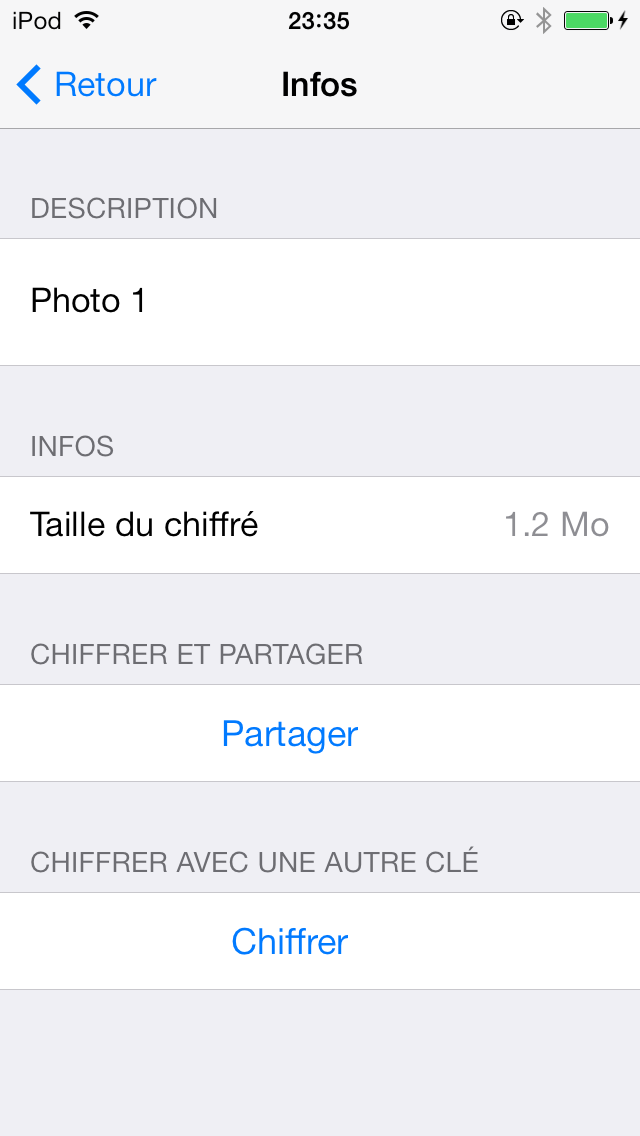 iPod 23:35
Retour Infos
DESCRIPTION
Photo 1
INFOS
Taille du chiffré 1.2 Mo
CHIFFRER ET PARTAGER
Partager
CHIFFRER AVEC UNE AUTRE CLÉ
Chiffrer